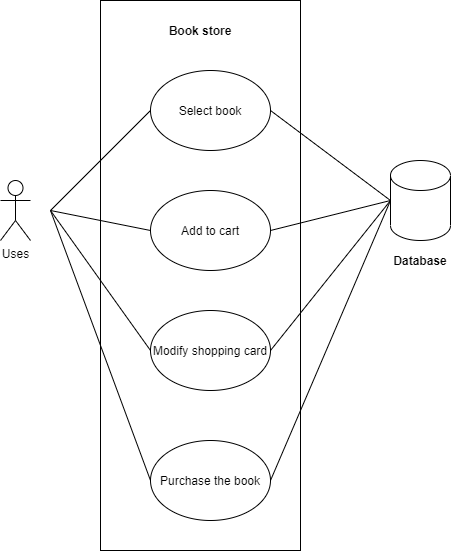 Book store
Select book
Add to cart
Uses
Database
Modify shopping card
Purchase the book